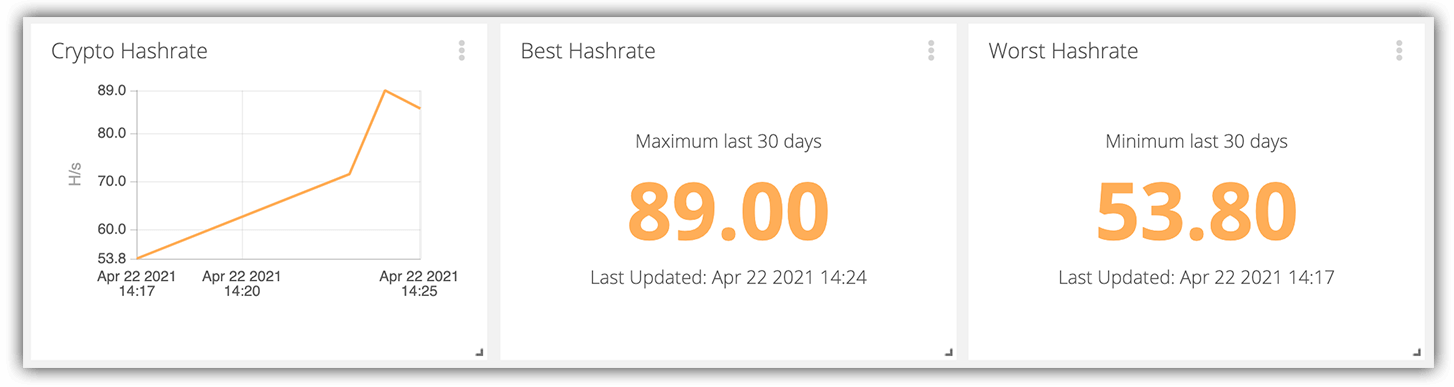 Crypto Hashrate
89.0
80.0
70.0
60.0
53.8
H/s
Apr 22 2021
14:17
Apr 22 2021
14:20
Apr 22 2021
14:25
Best Hashrate
Maximum last 30 days
89.00
Last Updated: Apr 22 2021 14:24
Worst Hashrate
Minimum last 30 days
53.80
Last Updated: Apr 22 2021 14:17